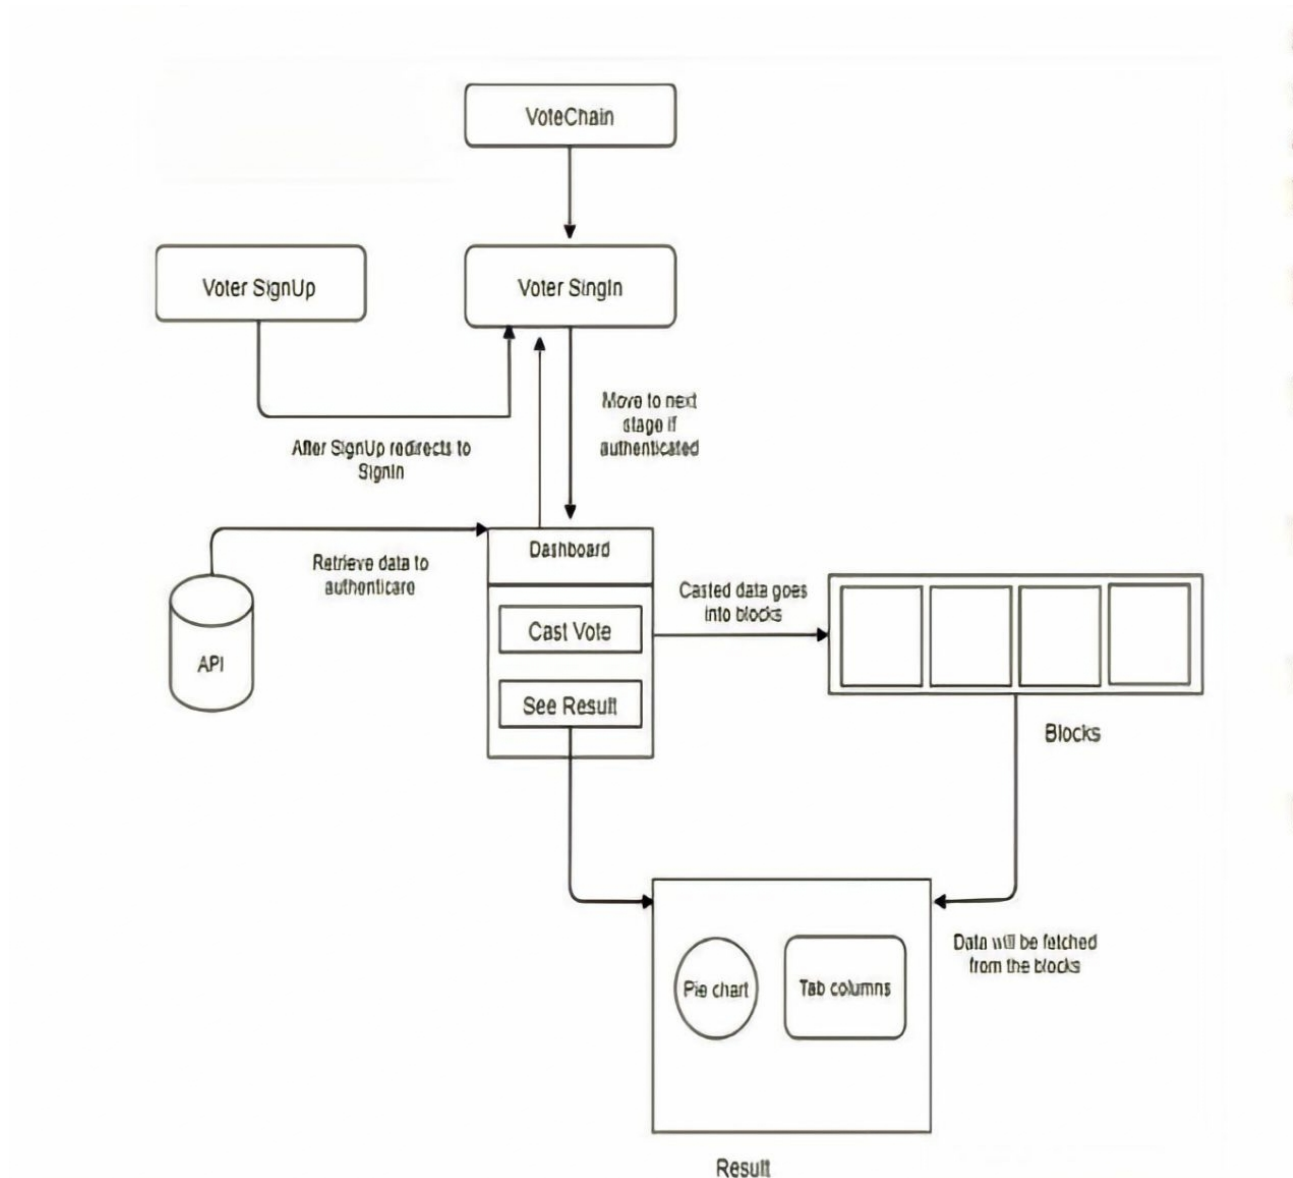 VoteChain
Voter SignUp
Voter SingIn
Move to next
stage if
authenticated
After SignUp redirects to
SignIn
Retrieve data to
authenticare
Dashboard
Cast Vote
See Result
API
Casted data goes
into blocks
Blocks
Data will be fetched
from the blocks
Pie chart
Tab columns
Result